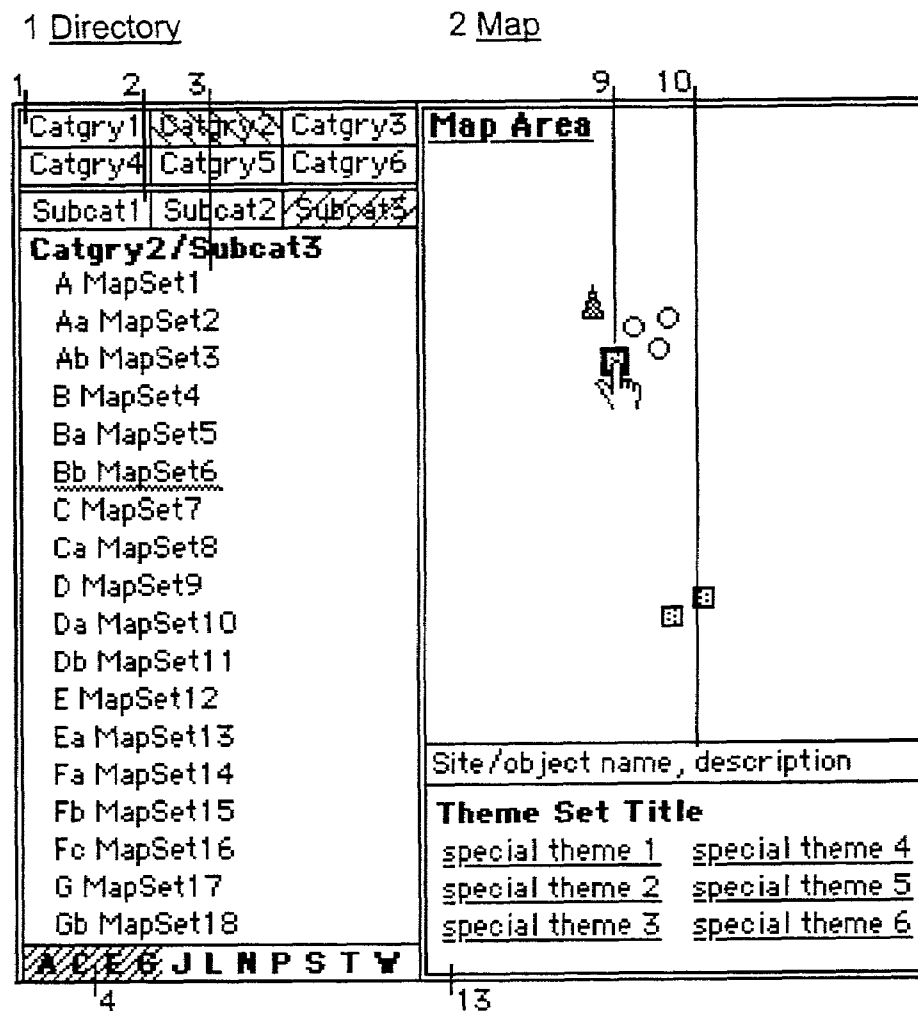 1 Directory
2 Map
1 2 3
9 10
Catgry1 Catgry2 Catgry3
Catgry4 Catgry5 Catgry6
Subcat1 Subcat2 Subcat3
Catgry2/Subcat3
A MapSet1
Aa MapSet2
Ab MapSet3
B MapSet4
Ba MapSet5
Bb MapSet6
C MapSet7
Ca MapSet8
D MapSet9
Da MapSet10
Db MapSet11
E MapSet12
Ea MapSet13
Fa MapSet14
Fb MapSet15
Fc MapSet16
G MapSet17
Gb MapSet18
A C E G J L N P S T W
4
Map Area
Site/object name, description
Theme Set Title
special theme 1 special theme 4
special theme 2 special theme 5
special theme 3 special theme 6
13